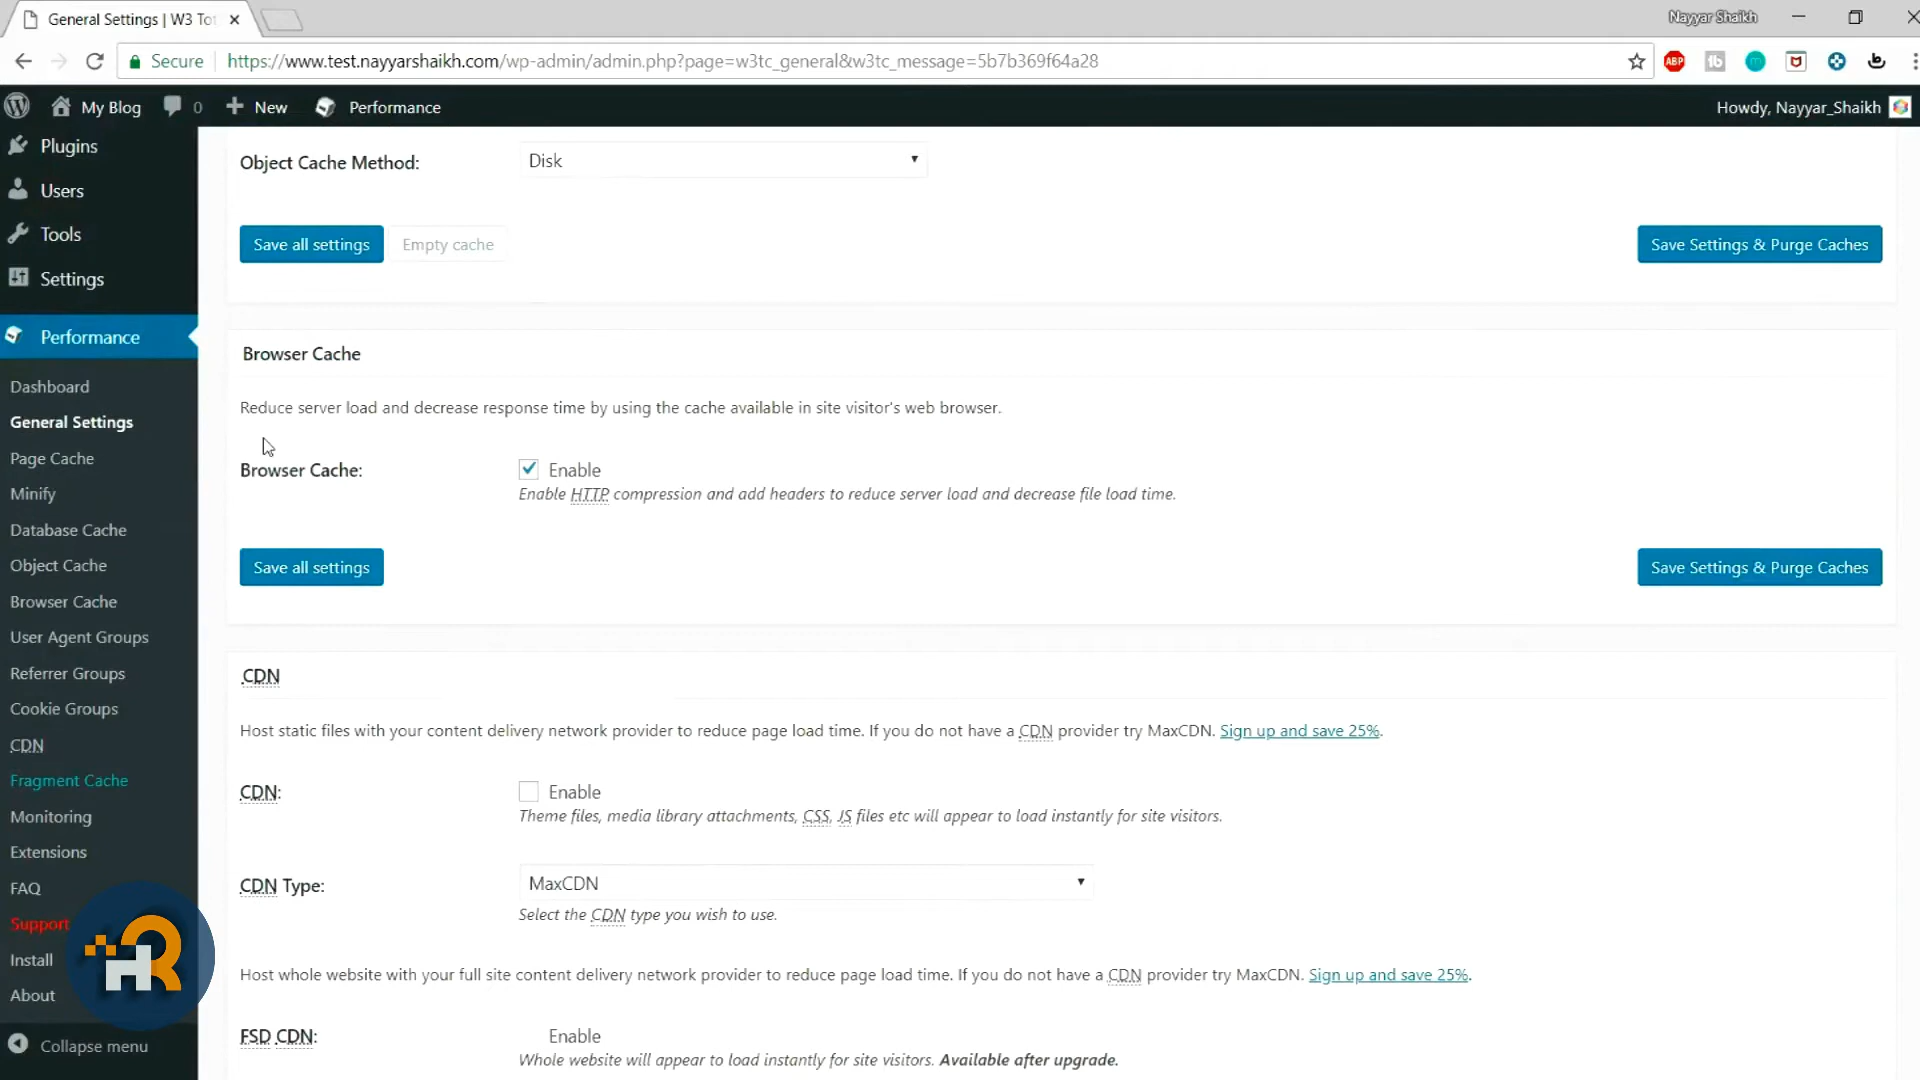 General Settings | W3 Tot
Nayyar Shaikh
Secure
https://www.test.nayyarshaikh.com/wp-admin/admin.php?page=w3tc_general&w3tc_message=5b7b369f64a28
ABP
My Blog
0
New
Performance
Howdy, Nayyar_Shaikh
Plugins
Users
Tools
Settings
Performance
Dashboard
General Settings
Page Cache
Minify
Database Cache
Object Cache
Browser Cache
User Agent Groups
Referrer Groups
Cookie Groups
CDN
Fragment Cache
Monitoring
Extensions
FAQ
Support
Install
About
Collapse menu
HR
Object Cache Method:
Disk
Save all settings
Empty cache
Save Settings & Purge Caches
Browser Cache
Reduce server load and decrease response time by using the cache available in site visitor's web browser.
Browser Cache:
Enable
Enable HTTP compression and add headers to reduce server load and decrease file load time.
Save all settings
Save Settings & Purge Caches
CDN
Host static files with your content delivery network provider to reduce page load time. If you do not have a CDN provider try MaxCDN. Sign up and save 25%.
CDN:
Enable
Theme files, media library attachments, CSS, JS files etc will appear to load instantly for site visitors.
CDN Type:
MaxCDN
Select the CDN type you wish to use.
Host whole website with your full site content delivery network provider to reduce page load time. If you do not have a CDN provider try MaxCDN. Sign up and save 25%.
FSD CDN:
Enable
Whole website will appear to load instantly for site visitors. Available after upgrade.